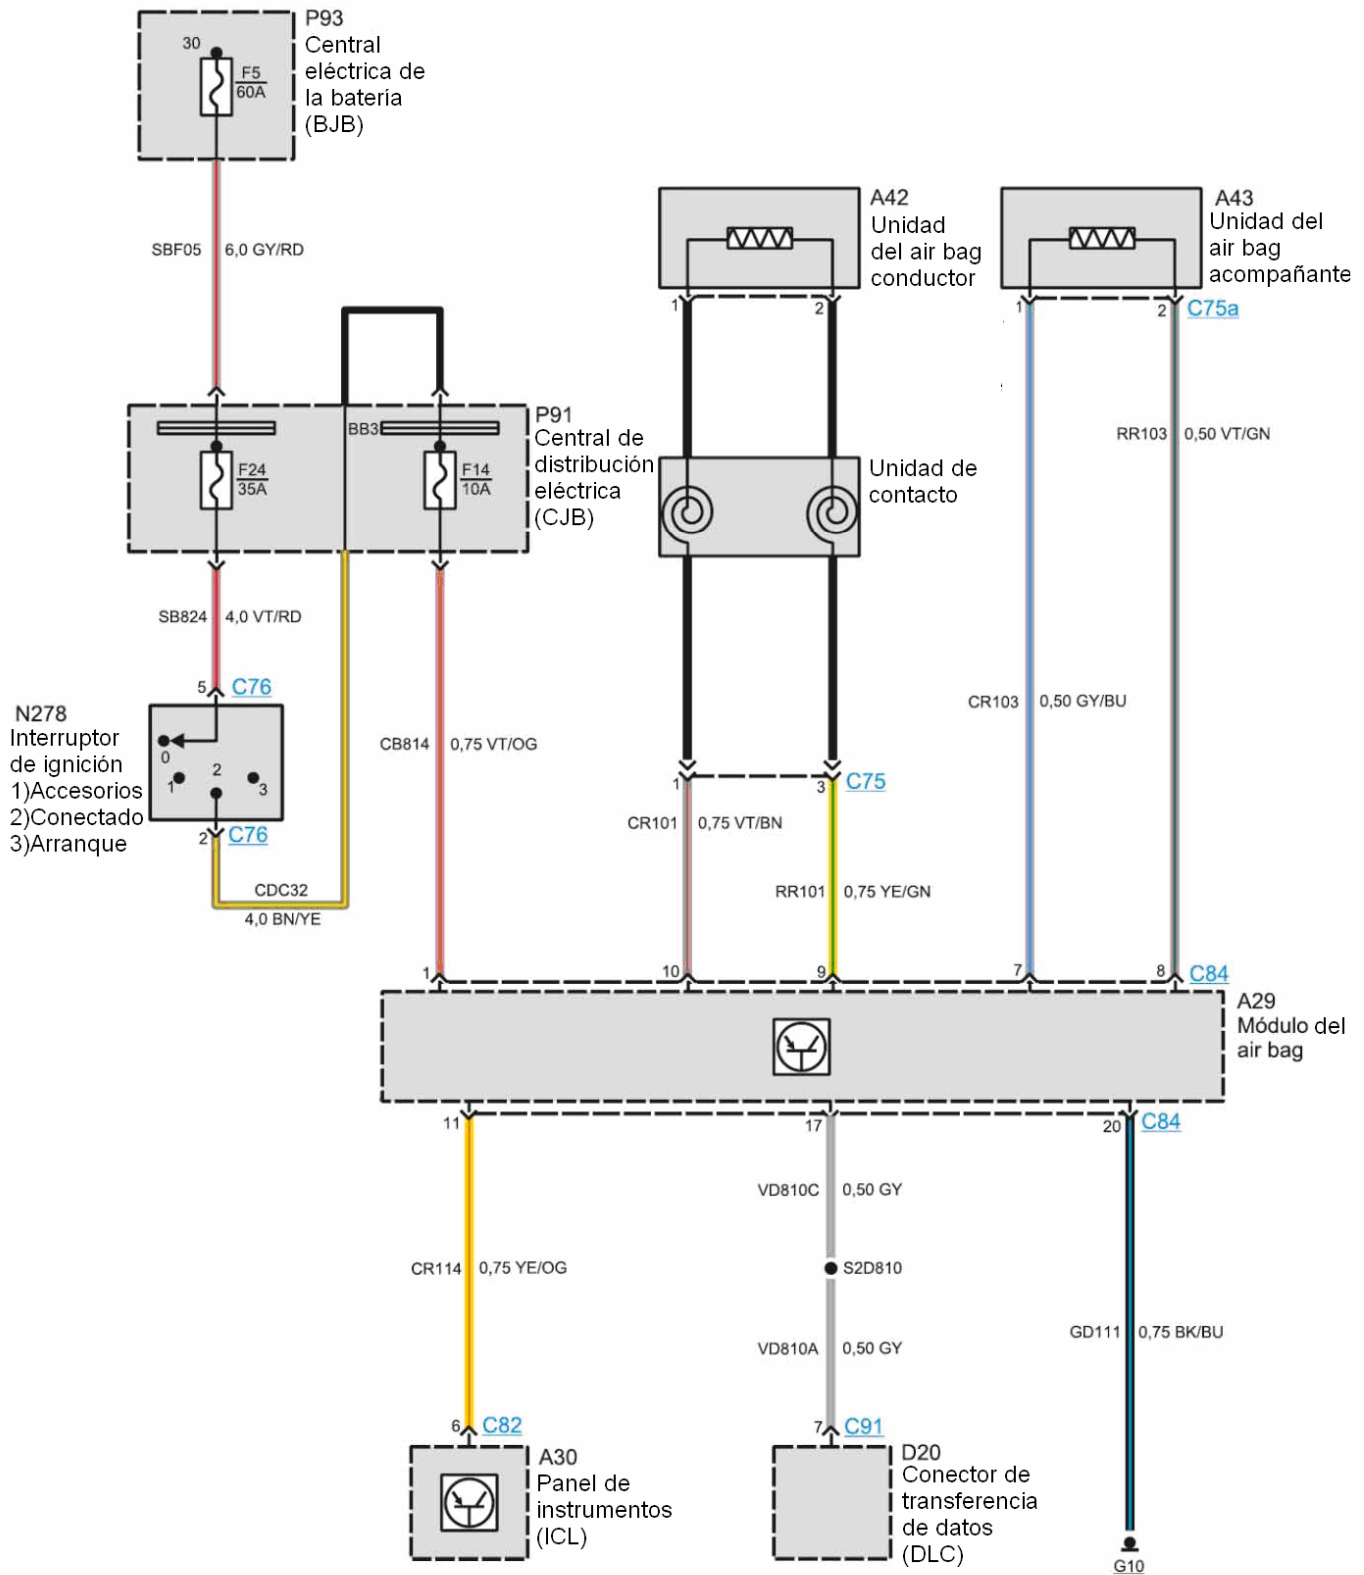 P93
Central
eléctrica de
la batería
(BJB)
30
F5
60A
SBF05
6,0 GY/RD
A42
Unidad
del air bag
conductor
1
2
A43
Unidad del
air bag
acompañante
1
2
C75a
RR103
0,50 VT/GN
BB3
F24
35A
F14
10A
P91
Central de
distribución
eléctrica
(CJB)
Unidad de
contacto
SB824
4,0 VT/RD
5
C76
N278
Interruptor
de ignición
1)Accesorios
2)Conectado
3)Arranque
0
1
2
3
2
C76
CDC32
4,0 BN/YE
CB814
0,75 VT/OG
CR103
0,50 GY/BU
1
3
C75
CR101
0,75 VT/BN
RR101
0,75 YE/GN
1
10
9
7
8
C84
A29
Módulo del
air bag
11
17
20
C84
VD810C
0,50 GY
CR114
0,75 YE/OG
S2D810
GD111
0,75 BK/BU
VD810A
0,50 GY
6
C82
7
C91
A30
Panel de
instrumentos
(ICL)
D20
Conector de
transferencia
de datos
(DLC)
G10